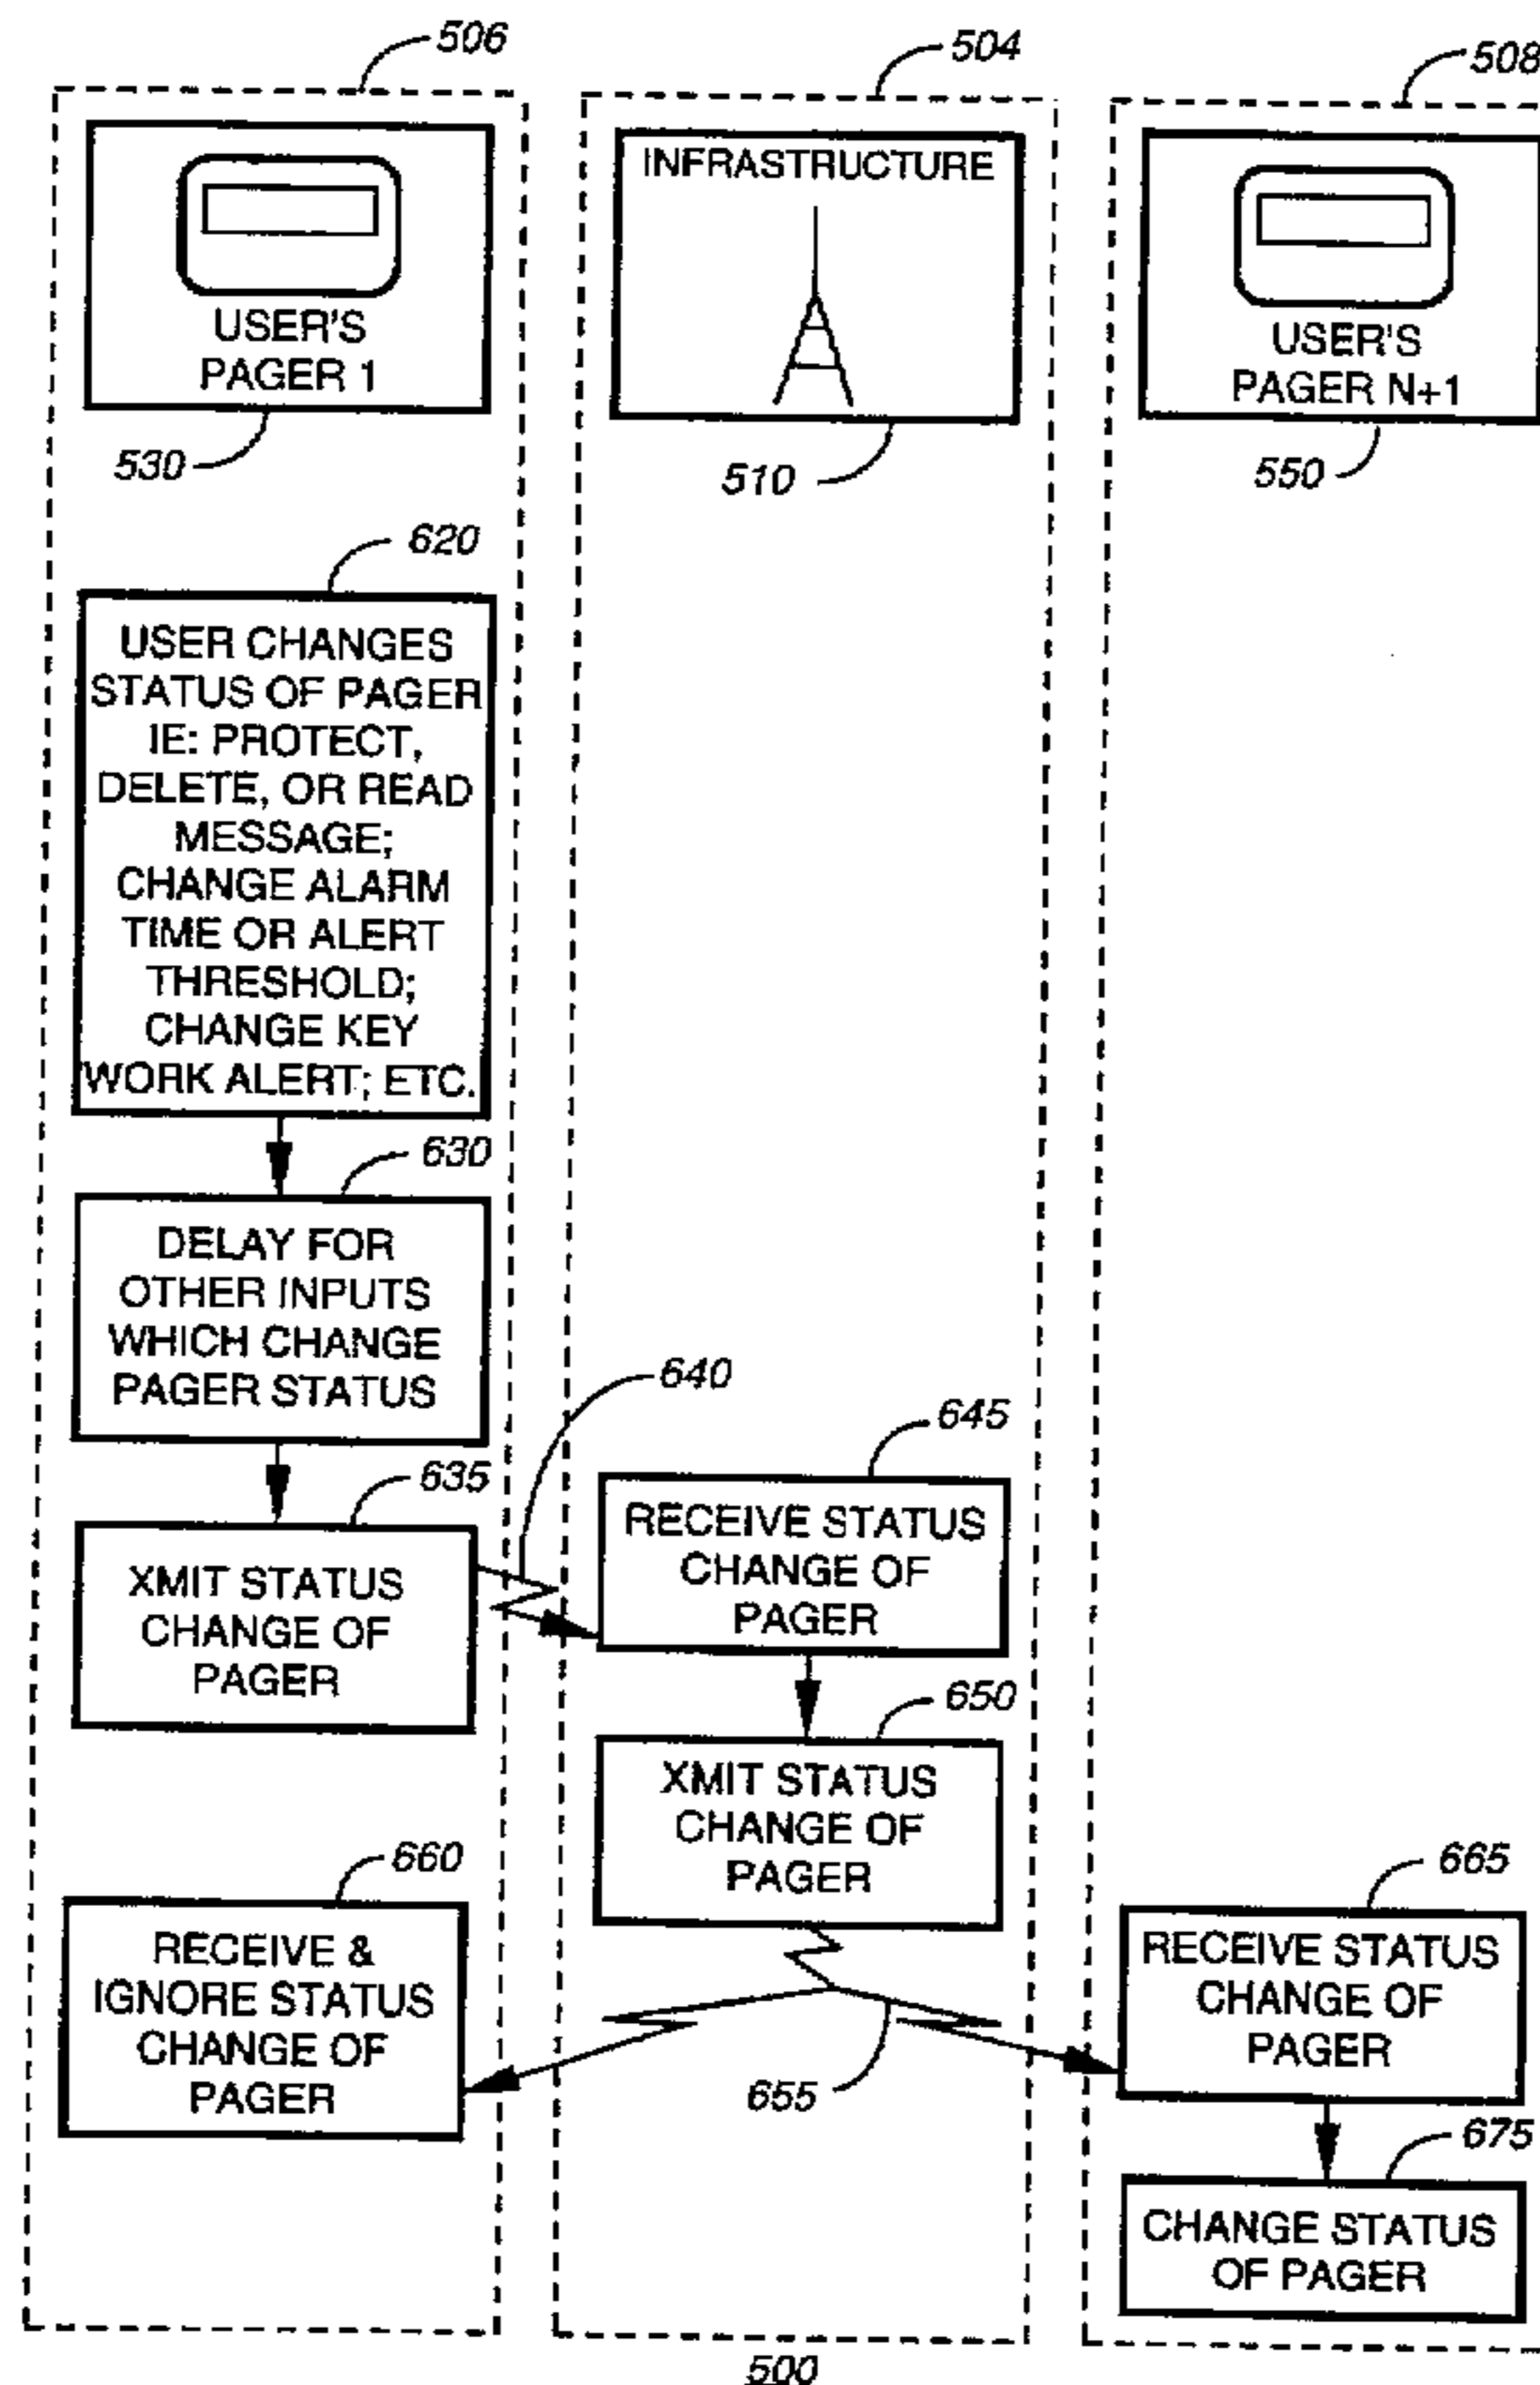 506
504
508
USER'S
PAGER 1
INFRASTRUCTURE
USER'S
PAGER N+1
530
510
550
620
USER CHANGES
STATUS OF PAGER
IE: PROTECT,
DELETE, OR READ
MESSAGE;
CHANGE ALARM
TIME OR ALERT
THRESHOLD;
CHANGE KEY
WORK ALERT; ETC.
630
DELAY FOR
OTHER INPUTS
WHICH CHANGE
PAGER STATUS
635
XMIT STATUS
CHANGE OF
PAGER
640
645
RECEIVE STATUS
CHANGE OF
PAGER
650
XMIT STATUS
CHANGE OF
PAGER
660
RECEIVE &
IGNORE STATUS
CHANGE OF
PAGER
655
665
RECEIVE STATUS
CHANGE OF
PAGER
675
CHANGE STATUS
OF PAGER
500